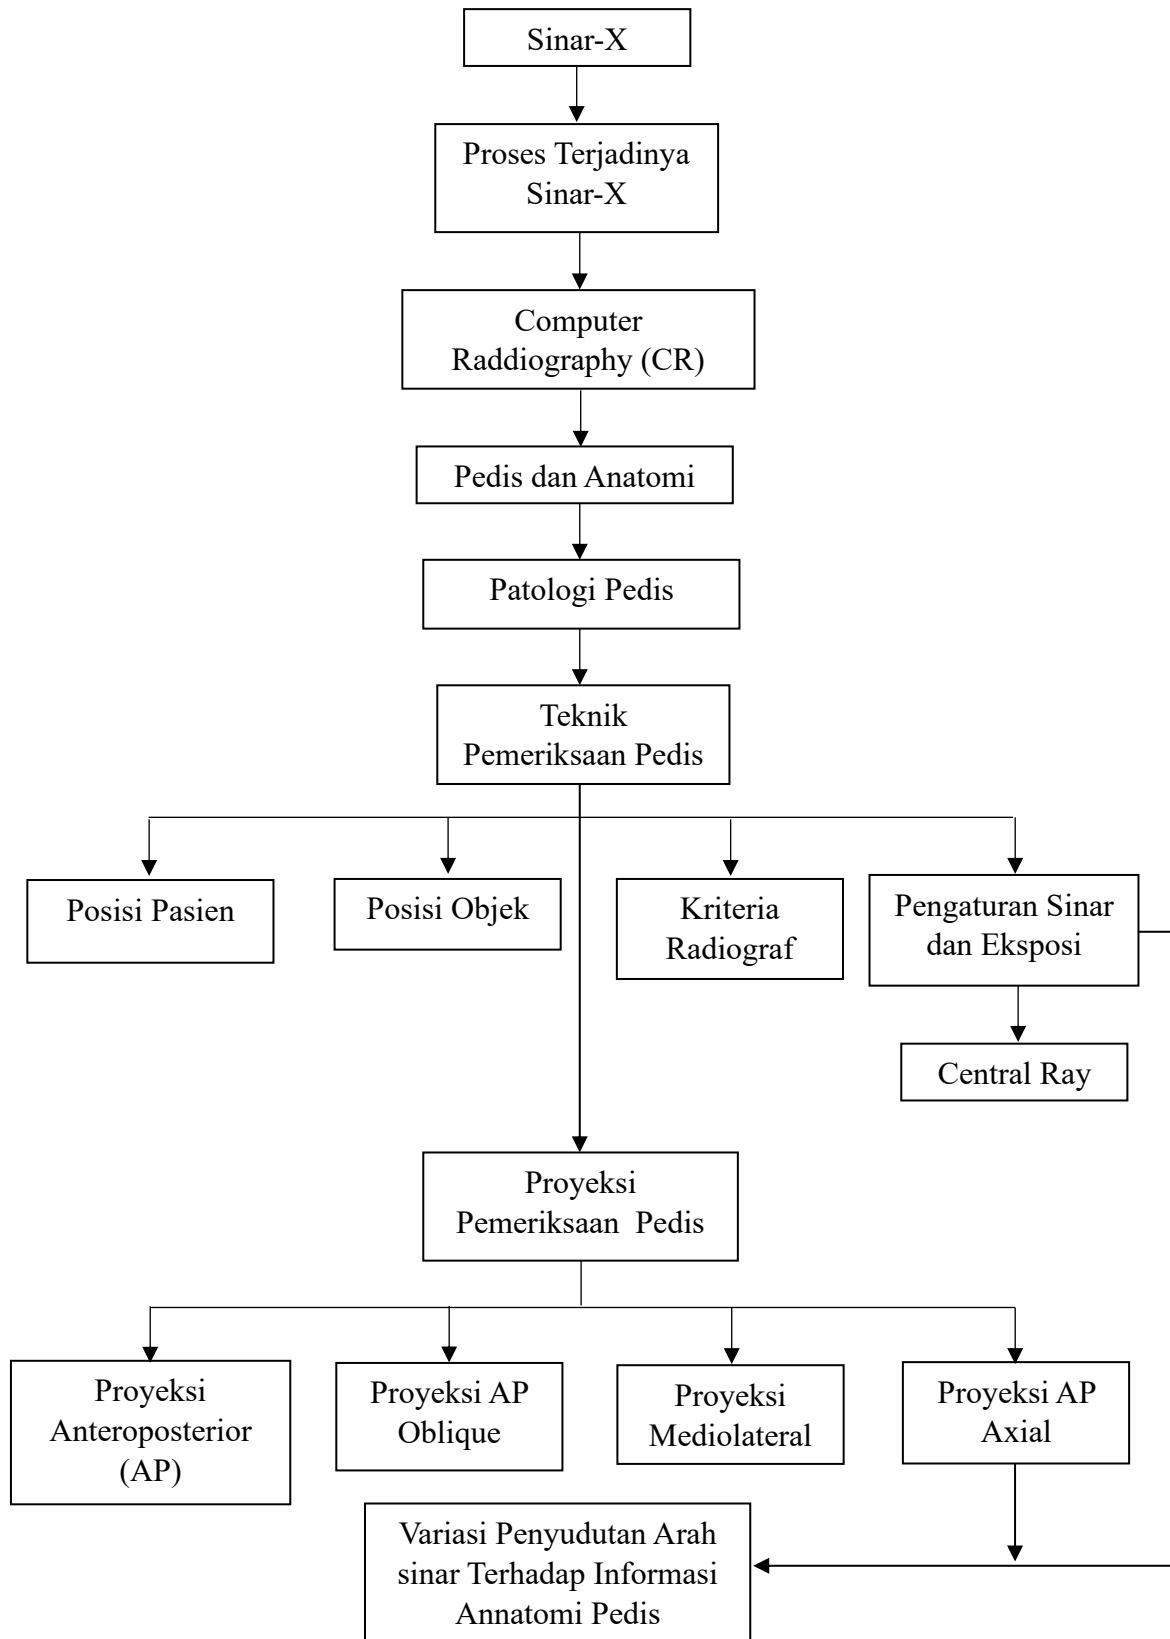 Sinar-X
Proses Terjadinya
Sinar-X
Computer
Raddiography (CR)
Pedis dan Anatomi
Patologi Pedis
Teknik
Pemeriksaan Pedis
Posisi Pasien
Posisi Objek
Kriteria
Radiograf
Pengaturan Sinar
dan Eksposi
Central Ray
Proyeksi
Pemeriksaan  Pedis
Proyeksi
Anteroposterior
(AP)
Proyeksi AP
Oblique
Proyeksi
Mediolateral
Proyeksi AP
Axial
Variasi Penyudutan Arah
sinar Terhadap Informasi
Annatomi Pedis